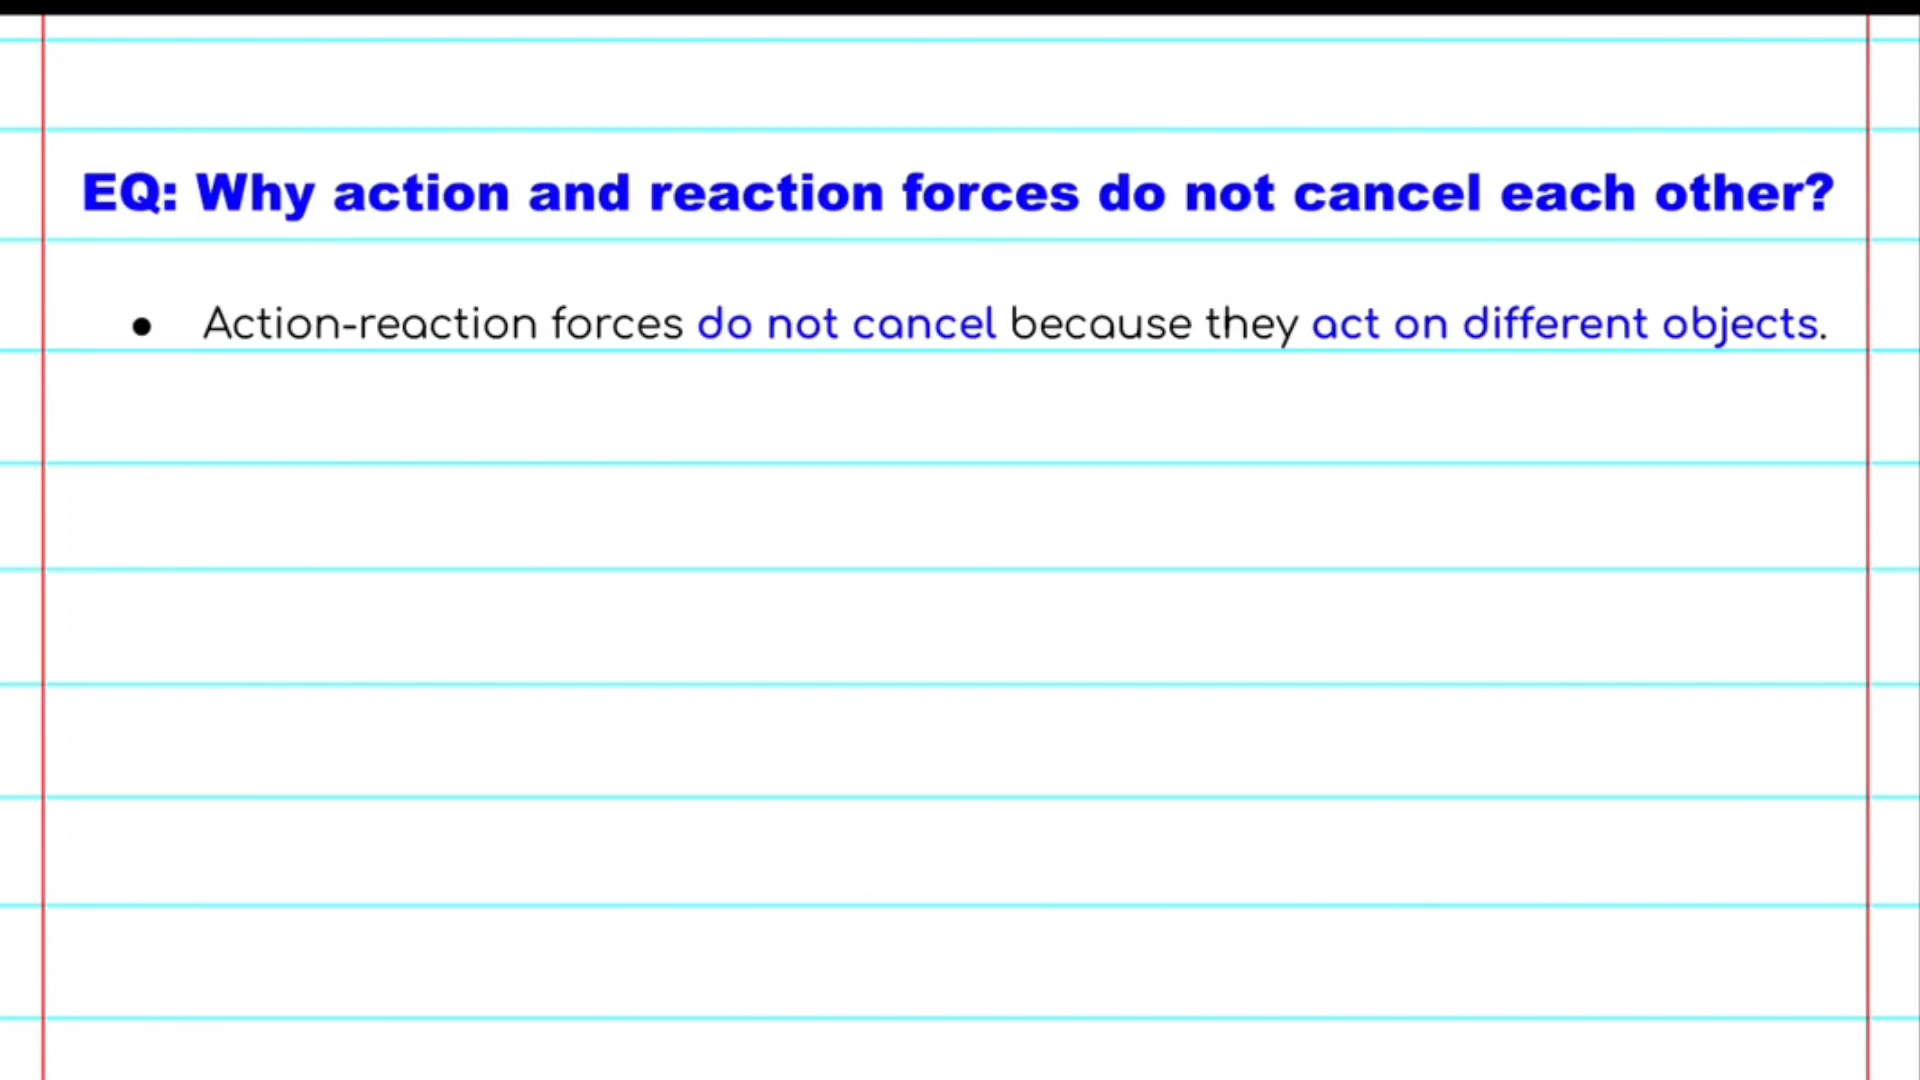 EQ: Why action and reaction forces do not cancel each other?
● Action-reaction forces do not cancel because they act on different objects.